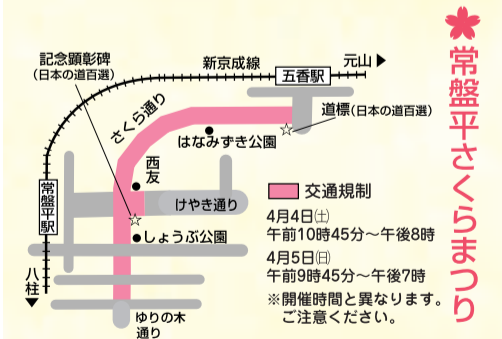 常盤平さくらまつり
元山
新京成線
五香駅
記念顕彰碑
(日本の道百選)
さくら通り
道標(日本の道百選)
はなみずき公園
西友
けやき通り
常盤平駅
しょうぶ公園
八柱
ゆりの木
通り
交通規制
4月4日㈯
午前10時45分～午後8時
4月5日㈰
午前9時45分～午後7時
※開催時間と異なります。
ご注意ください。